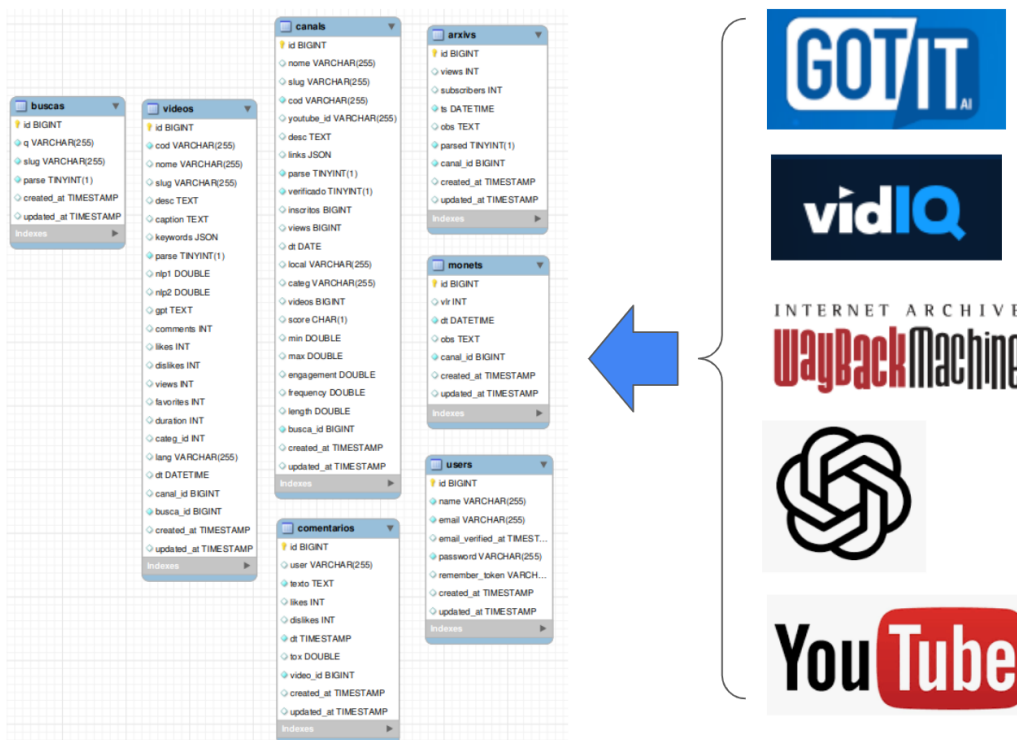 buscas
id BIGINT
q VARCHAR(255)
slug VARCHAR(255)
parse TINYINT(1)
created_at TIMESTAMP
updated_at TIMESTAMP
Indexes
videos
id BIGINT
cod VARCHAR(255)
nome VARCHAR(255)
slug VARCHAR(255)
desc TEXT
caption TEXT
keywords JSON
parse TINYINT(1)
nlp1 DOUBLE
nlp2 DOUBLE
gpt TEXT
comments INT
likes INT
dislikes INT
views INT
favorites INT
duration INT
categ_id INT
lang VARCHAR(255)
dt DATETIME
canal_id BIGINT
busca_id BIGINT
created_at TIMESTAMP
updated_at TIMESTAMP
Indexes
canals
id BIGINT
nome VARCHAR(255)
slug VARCHAR(255)
cod VARCHAR(255)
youtube_id VARCHAR(255)
desc TEXT
links JSON
parse TINYINT(1)
verificado TINYINT(1)
inscritos BIGINT
views BIGINT
dt DATE
local VARCHAR(255)
categ VARCHAR(255)
videos BIGINT
score CHAR(1)
min DOUBLE
max DOUBLE
engagement DOUBLE
frequency DOUBLE
length DOUBLE
busca_id BIGINT
created_at TIMESTAMP
updated_at TIMESTAMP
Indexes
comentarios
id BIGINT
user VARCHAR(255)
texto TEXT
likes INT
dislikes INT
dt TIMESTAMP
tox DOUBLE
video_id BIGINT
created_at TIMESTAMP
updated_at TIMESTAMP
Indexes
arxivs
id BIGINT
views INT
subscribers INT
ts DATETIME
obs TEXT
parsed TINYINT(1)
canal_id BIGINT
created_at TIMESTAMP
updated_at TIMESTAMP
Indexes
monets
id BIGINT
vlr INT
dt DATETIME
obs TEXT
canal_id BIGINT
created_at TIMESTAMP
updated_at TIMESTAMP
Indexes
users
id BIGINT
name VARCHAR(255)
email VARCHAR(255)
email_verified_at TIMEST...
password VARCHAR(255)
remember_token VARCH...
created_at TIMESTAMP
updated_at TIMESTAMP
Indexes
GOT/IT.AI
vidIQ
INTERNET ARCHIVE
WayBackMachine
YouTube